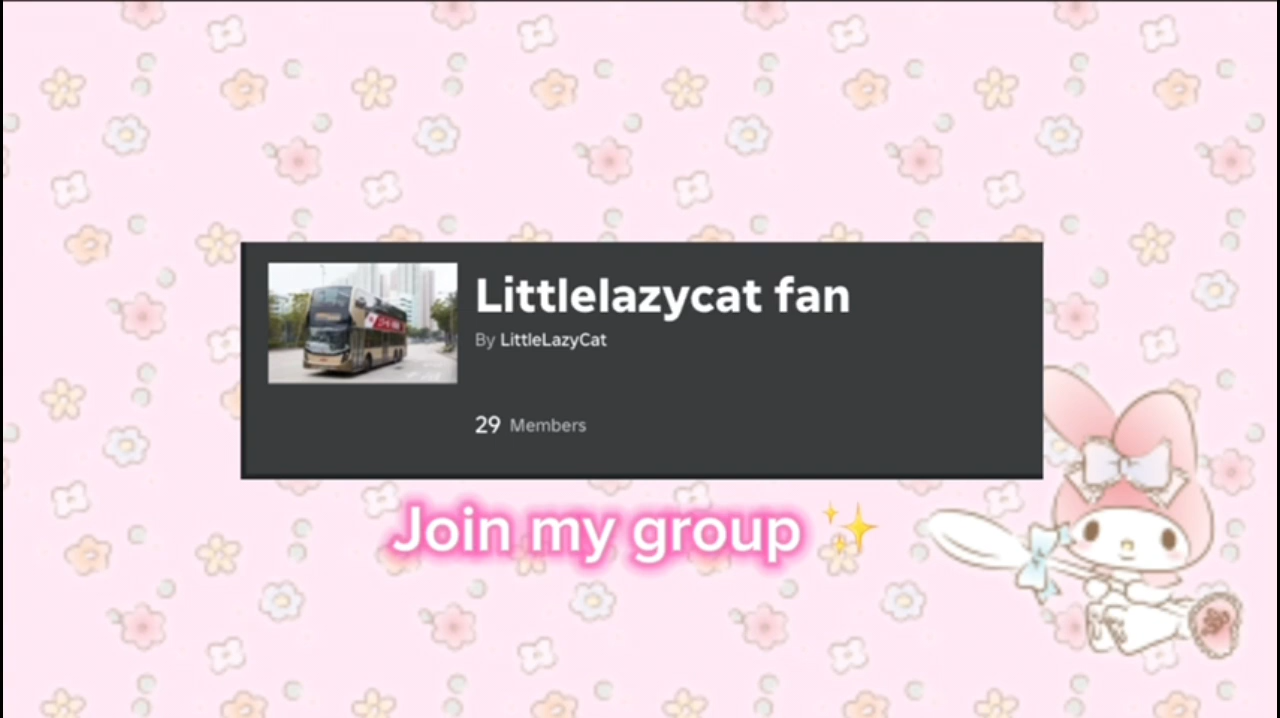 Littlelazycat fan
By LittleLazyCat
29 Members
Join my group ✨